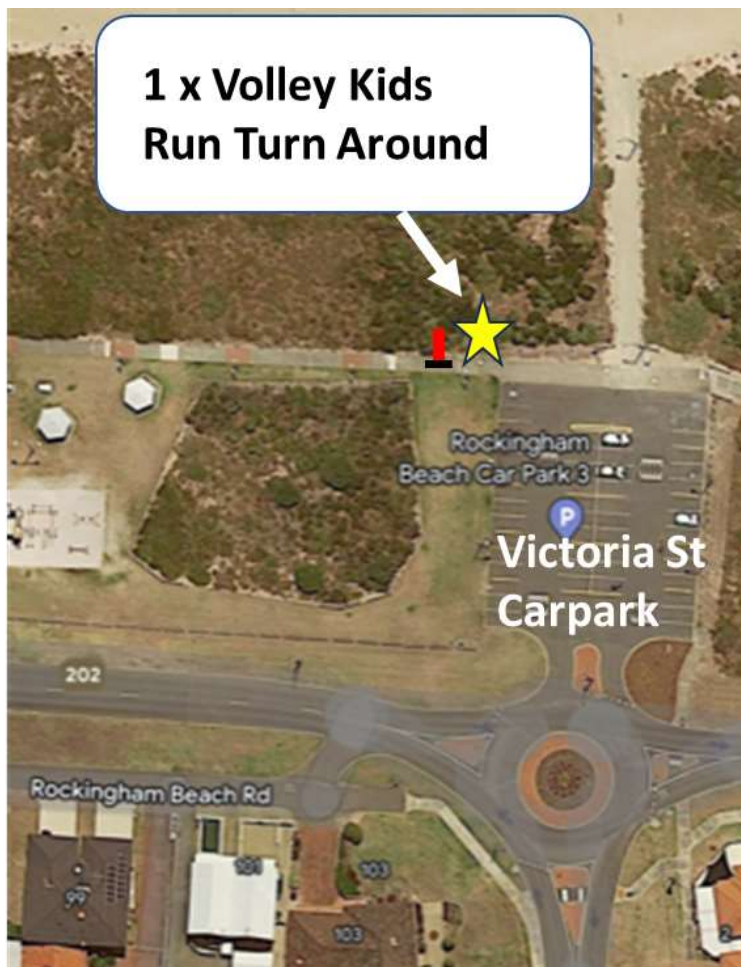 1 x Volley Kids
Run Turn Around
Rockingham
Beach Car Park 3
P
Victoria St
Carpark
202
Rockingham Beach Rd
99
101
103
103
2